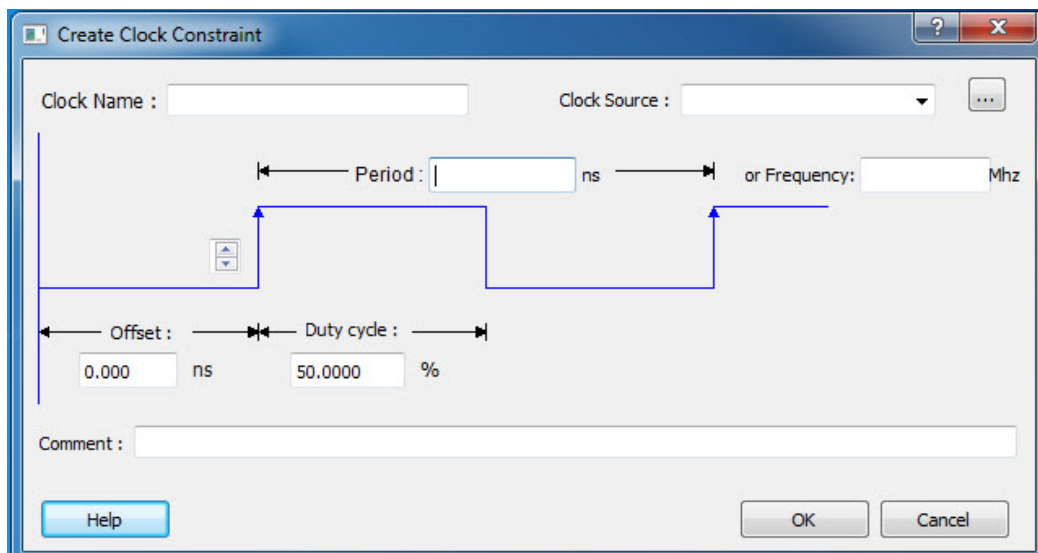 Create Clock Constraint
?
Clock Name :
Clock Source :
...
Period :
ns
or Frequency:
Mhz
Offset :
Duty cycle :
0.000
ns
50.0000
%
Comment :
Help
OK
Cancel